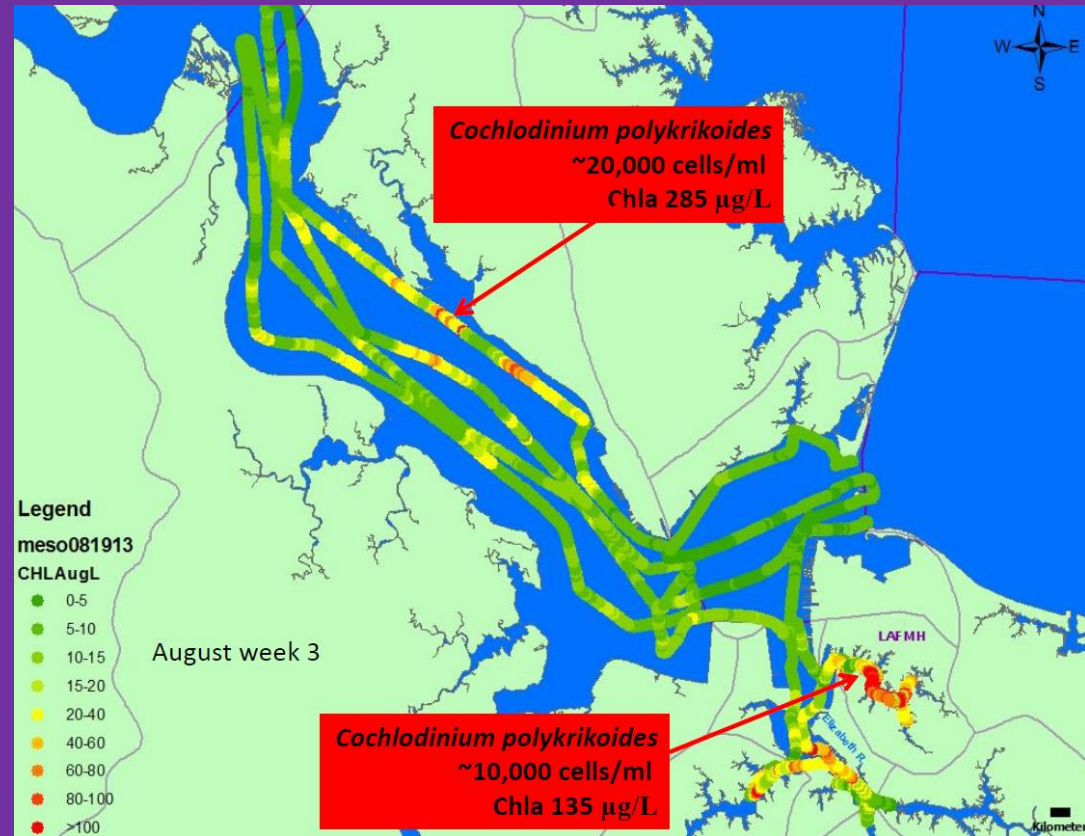 N
W E
S
Cochlodinium polykrikoides
~20,000 cells/ml
Chla 285 µg/L
Legend
meso081913
CHLAugL
0-5
5-10
10-15
15-20
20-40
40-60
60-80
80-100
>100
August week 3
LAFMH
Elizabeth R.
Cochlodinium polykrikoides
~10,000 cells/ml
Chla 135 µg/L
Kilometer